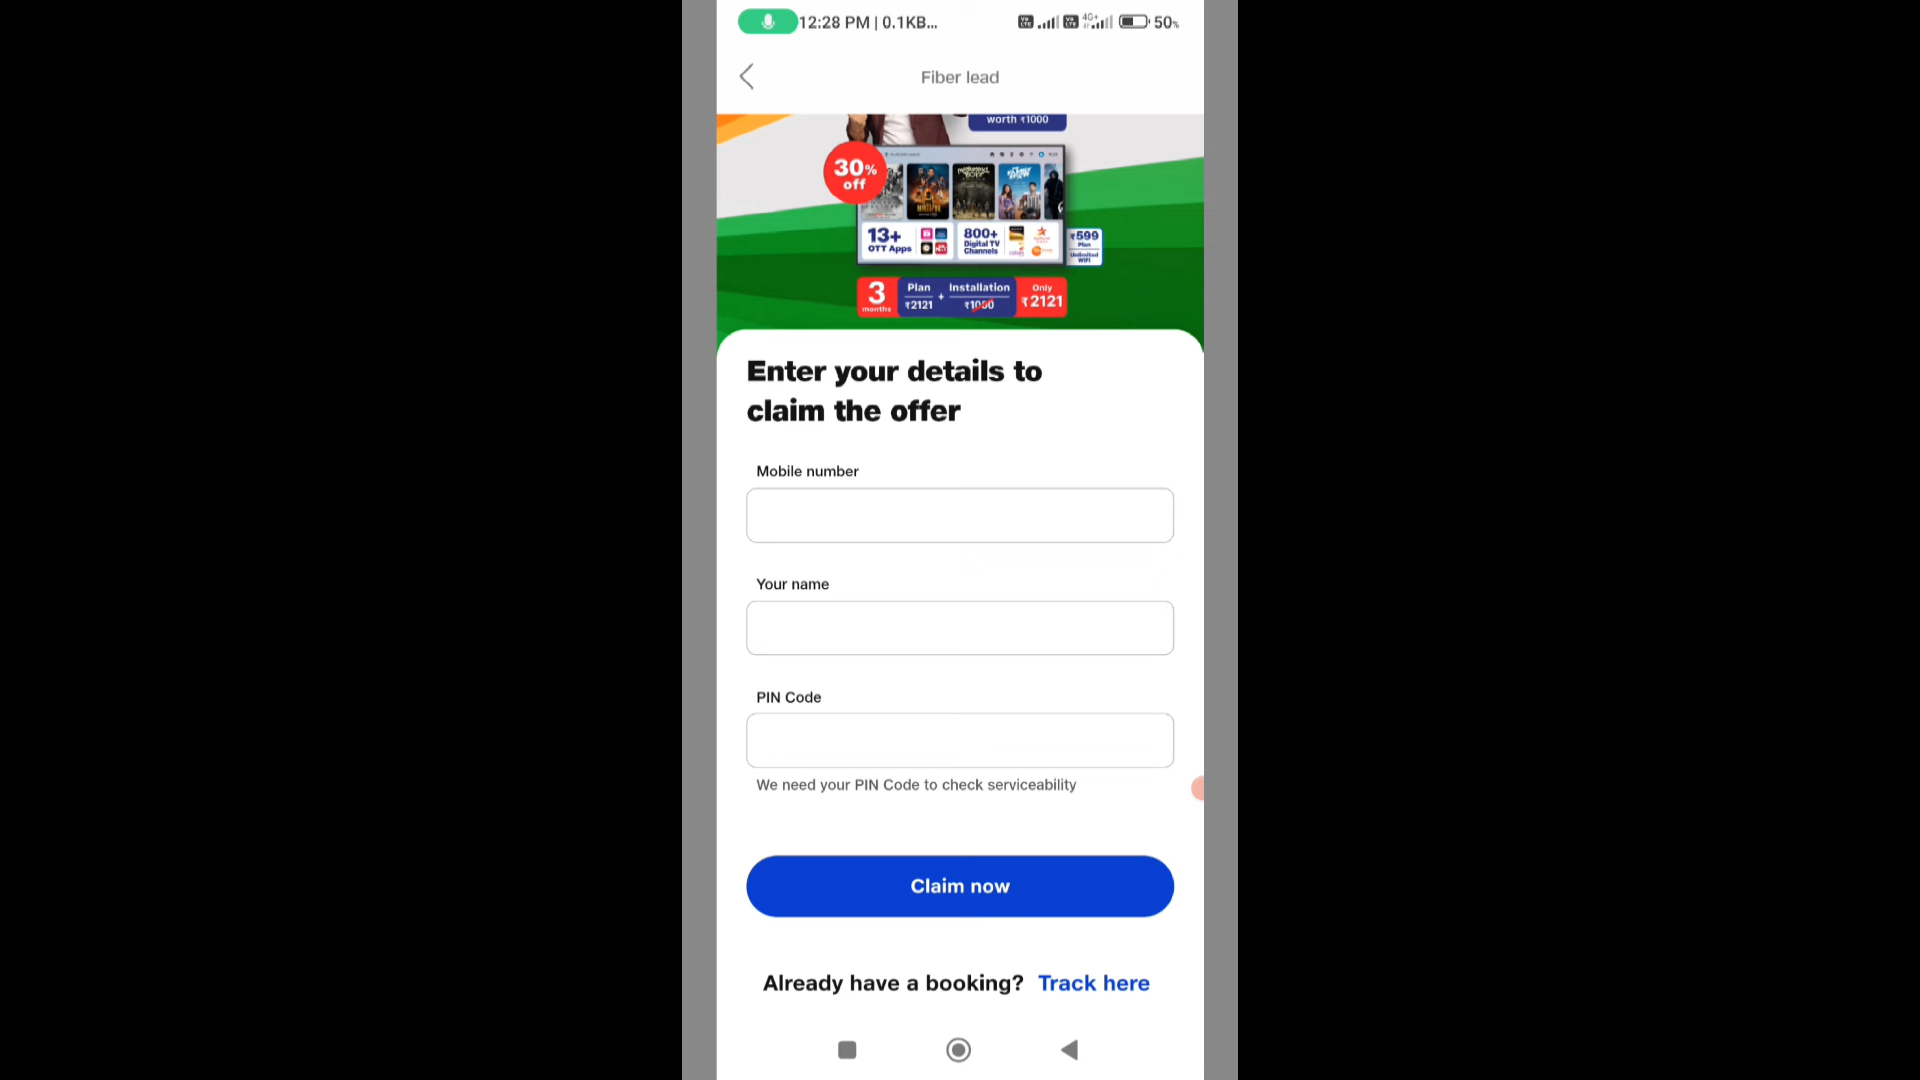 12:28 PM | 0.1KB...
4G+
50%
Fiber lead
worth ₹1000
30%
off
13+
OTT Apps
800+
Digital TV
Channels
₹599
Plan
Unlimited
WiFi
3
months
Plan
₹2121
+
Installation
₹1000
Only
₹2121
Enter your details to
claim the offer
Mobile number
Your name
PIN Code
We need your PIN Code to check serviceability
Claim now
Already have a booking? Track here